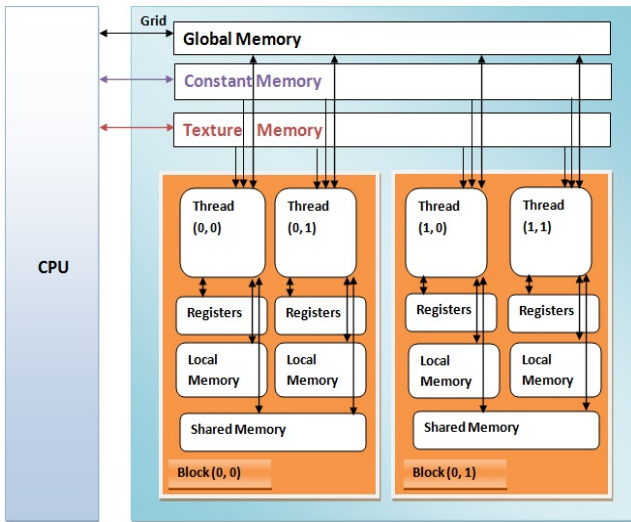 Grid
Global Memory
Constant Memory
Texture Memory
CPU
Thread
(0, 0)
Thread
(0, 1)
Registers
Registers
Local
Memory
Local
Memory
Shared Memory
Block (0, 0)
Thread
(1, 0)
Thread
(1, 1)
Registers
Registers
Local
Memory
Local
Memory
Shared Memory
Block (0, 1)